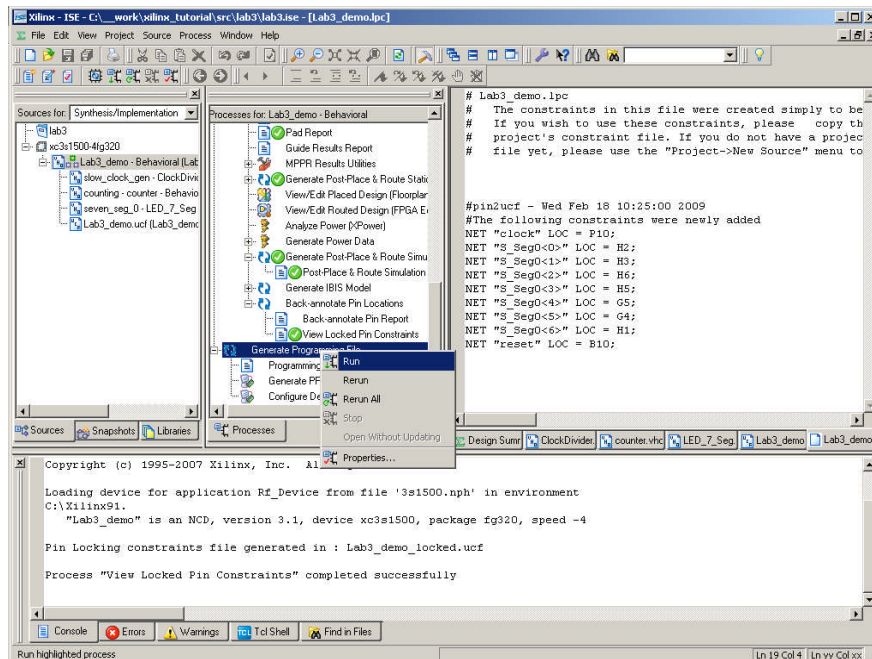 Xilinx - ISE - C:\__work\xilinx_tutorial\src\lab3\lab3.ise - [Lab3_demo.lpc]
File Edit View Project Source Process Window Help
Sources for: Synthesis/Implementation
lab3
xc3s1500-4fg320
Lab3_demo - Behavioral (Lab
slow_clock_gen - ClockDivic
counting - counter - Behavio
seven_seg_0 - LED_7_Seg
Lab3_demo.ucf (Lab3_demc
Sources
Snapshots
Libraries
Processes for: Lab3_demo - Behavioral
Pad Report
Guide Results Report
MPPR Results Utilities
Generate Post-Place & Route Static
View/Edit Placed Design (Floorplar
View/Edit Routed Design (FPGA E
Analyze Power (XPower)
Generate Power Data
Generate Post-Place & Route Simu
Post-Place & Route Simulation
Generate IBIS Model
Back-annotate Pin Locations
Back-annotate Pin Report
View Locked Pin Constraints
Generate Programming File
Programming
Generate PF
Configure De
Processes
Run
Rerun
Rerun All
Stop
Open Without Updating
Properties...
# Lab3_demo.lpc
# The constraints in this file were created simply to be
# If you wish to use these constraints, please copy th
# project's constraint file. If you do not have a projec
# file yet, please use the "Project->New Source" menu to
#pin2ucf - Wed Feb 18 10:25:00 2009
#The following constraints were newly added
NET "clock" LOC = P10;
NET "S_Seg0<0>" LOC = H2;
NET "S_Seg0<1>" LOC = H3;
NET "S_Seg0<2>" LOC = H6;
NET "S_Seg0<3>" LOC = H5;
NET "S_Seg0<4>" LOC = G5;
NET "S_Seg0<5>" LOC = G4;
NET "S_Seg0<6>" LOC = H1;
NET "reset" LOC = B10;
Design Sumr
ClockDivider.
counter.vhc
LED_7_Seg.
Lab3_demo
Lab3_demo
Copyright (c) 1995-2007 Xilinx, Inc. Al
Loading device for application Rf_Device from file '3s1500.nph' in environment
C:\Xilinx91.
"Lab3_demo" is an NCD, version 3.1, device xc3s1500, package fg320, speed -4
Pin Locking constraints file generated in : Lab3_demo_locked.ucf
Process "View Locked Pin Constraints" completed successfully
Console
Errors
Warnings
Tcl Shell
Find in Files
Run highlighted process
Ln 19 Col 4
Ln yy Col xx